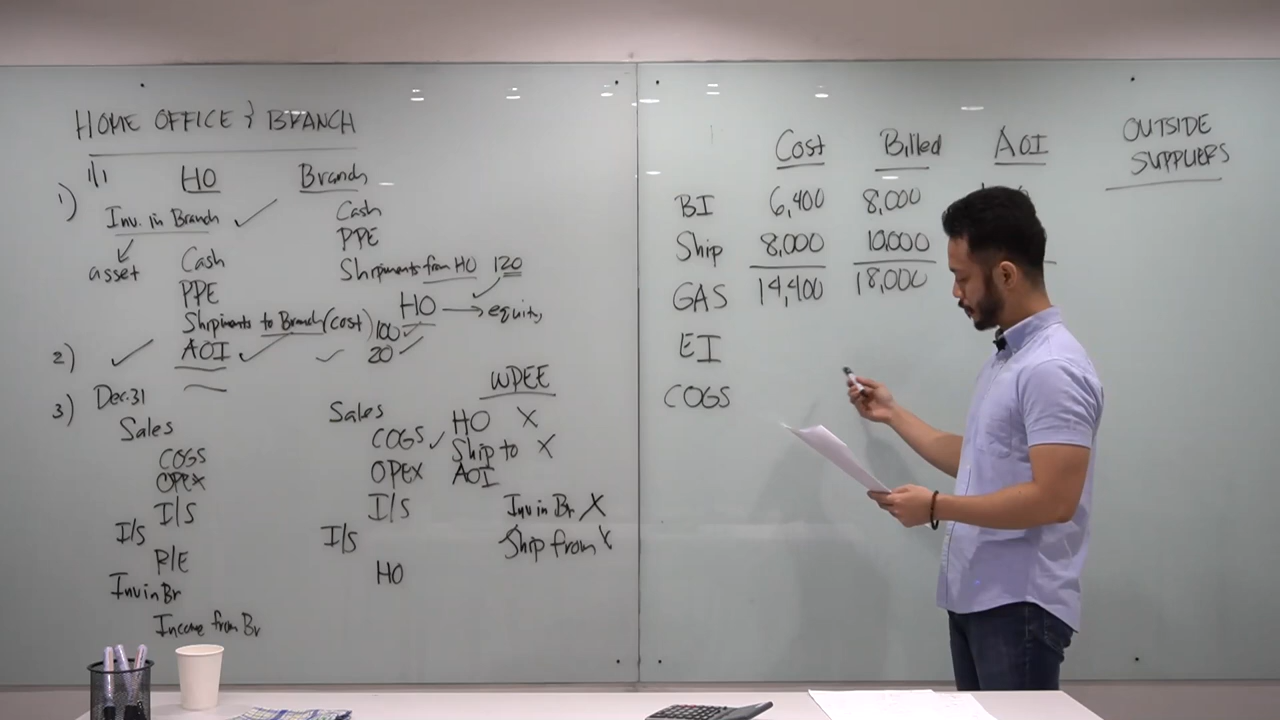 HOME OFICE & BRANCH
1/1 HO Branch
1)
Inv. in Branch ✓
asset
Cash
PPE
Shipments to Branch (cost) 100 ✓
2) ✓ AOI ✓ ✓ 20 ✓
Cash
PPE
Shipments from HO 120
HO → equity
3) Dec. 31
Sales
COGS
OPEX
I/S
I/S
R/E
Inv in Br
Income from Br
Sales
COGS ✓
OPEX
I/S
I/S
HO
WPEE
HO X
Ship to X
AOI
Inv in Br X
Ship from X
Cost Billed AOI
BI 6,400 8,000
Ship 8,000 10,000
GAS 14,400 18,000
EI
COGS
OUTSIDE
SUPPLIERS